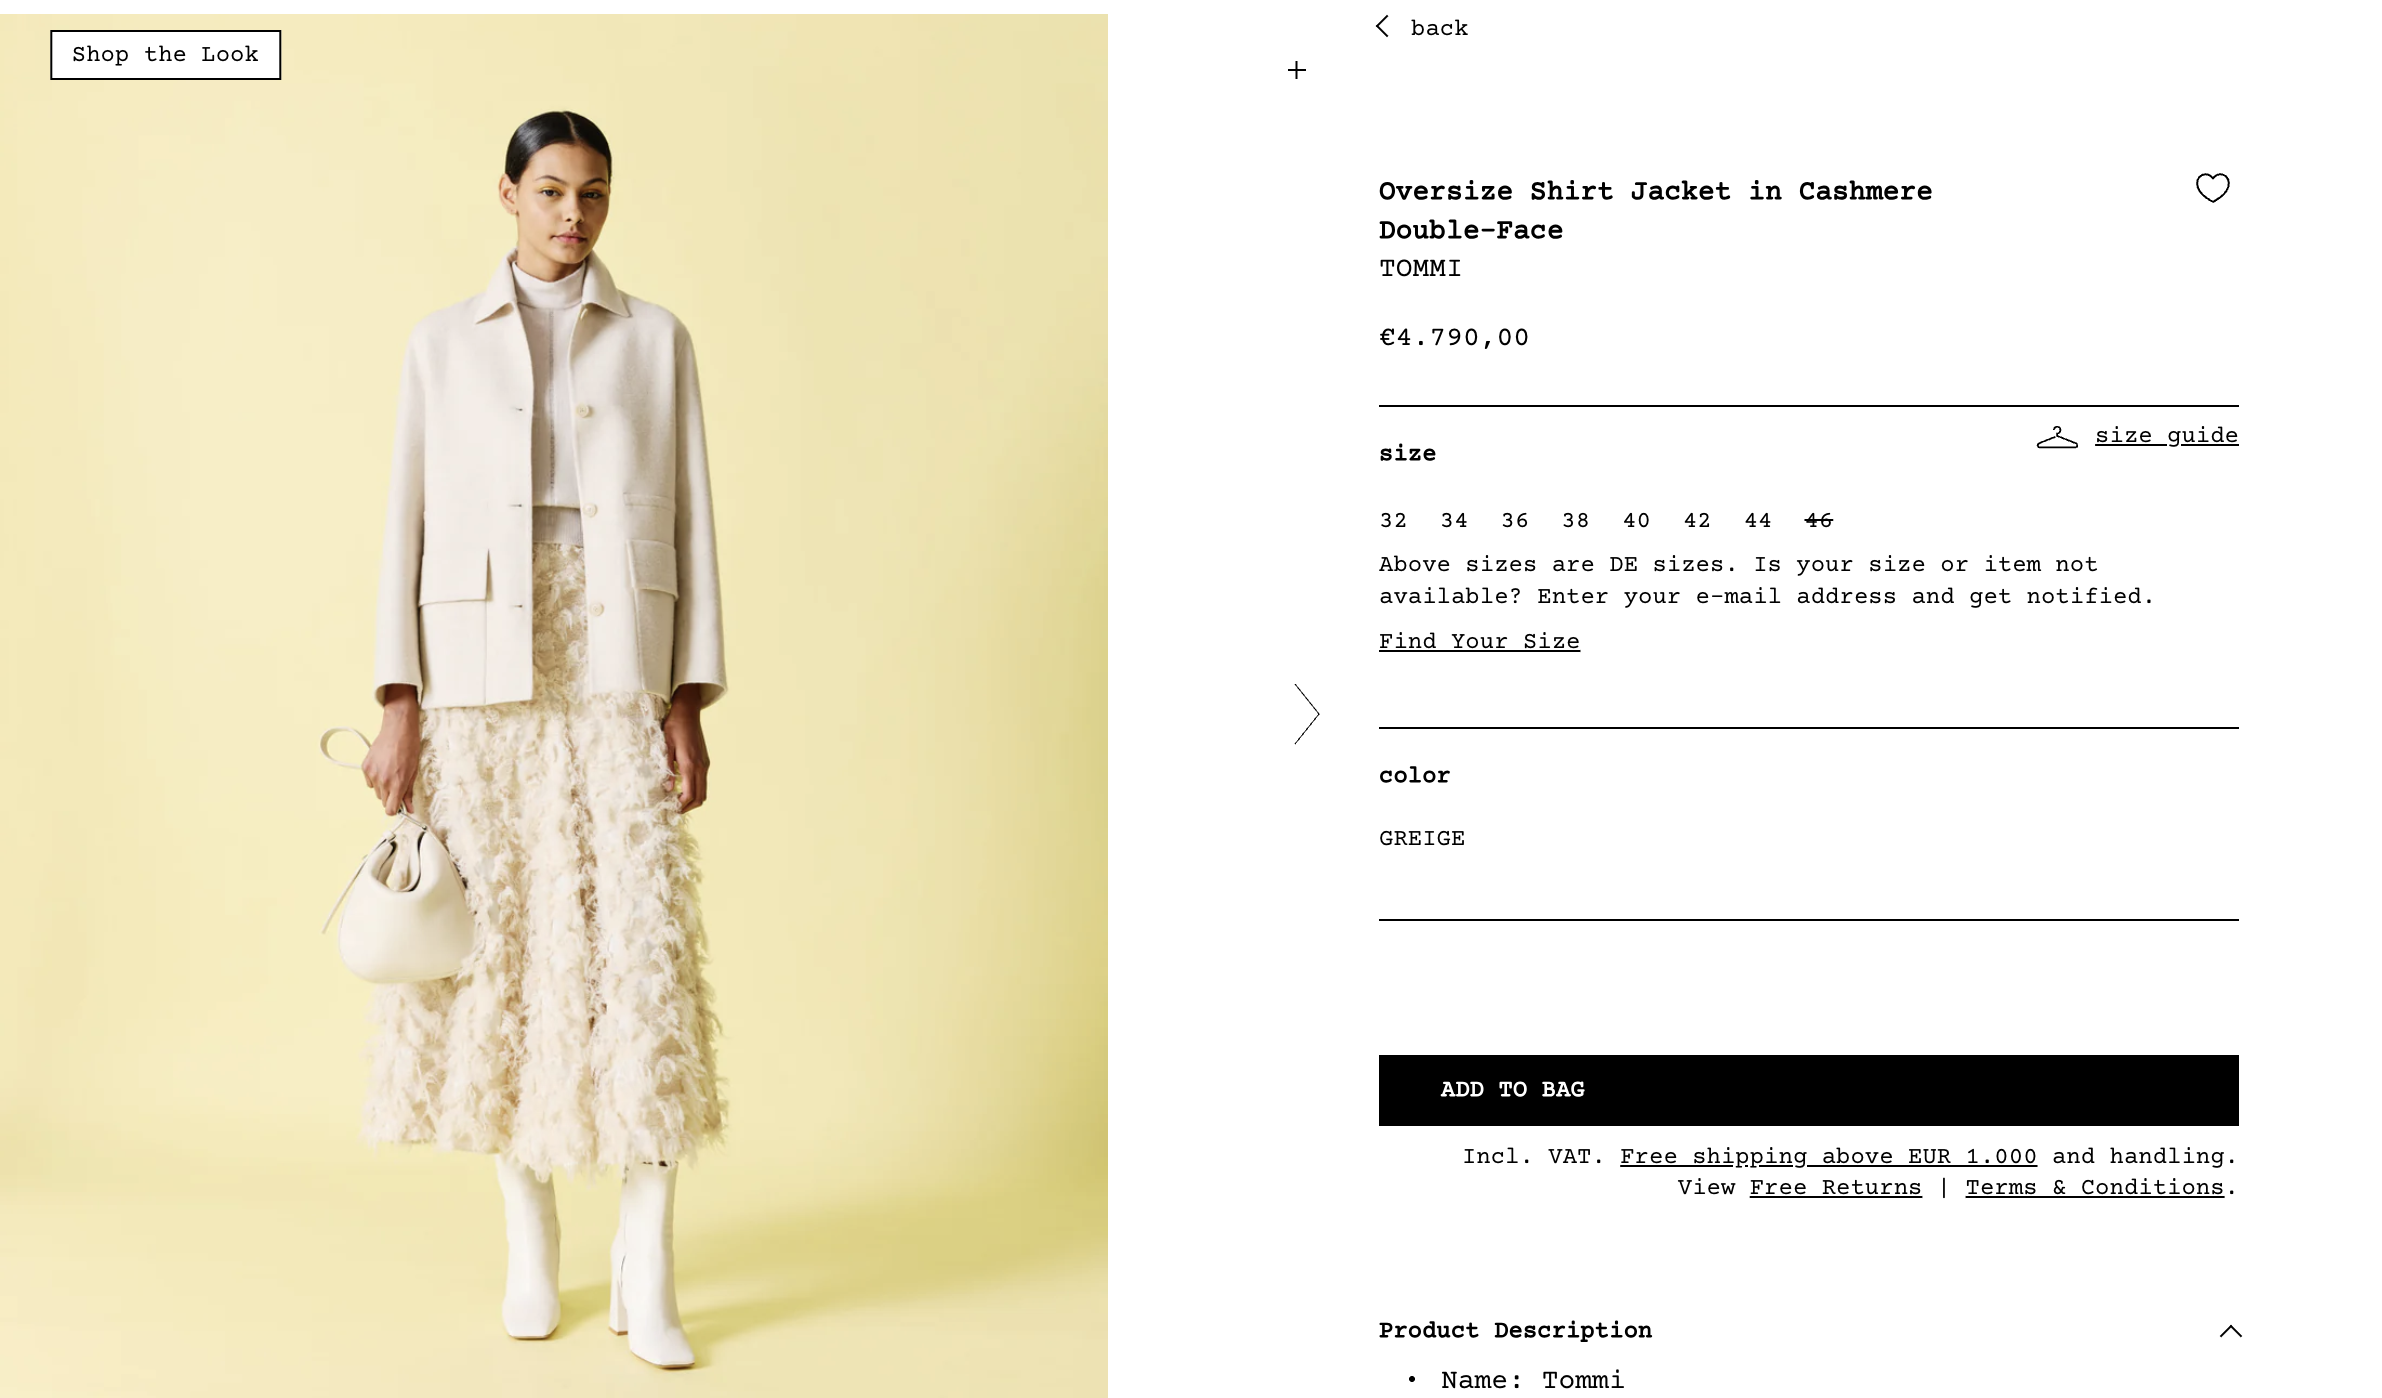 Shop the Look
back
Oversize Shirt Jacket in Cashmere
Double-Face
TOMMI
€4.790,00
size
size guide
32 34 36 38 40 42 44 46
Above sizes are DE sizes. Is your size or item not
available? Enter your e-mail address and get notified.
Find Your Size
color
GREIGE
ADD TO BAG
Incl. VAT. Free shipping above EUR 1.000 and handling.
View Free Returns | Terms & Conditions.
Product Description
• Name: Tommi